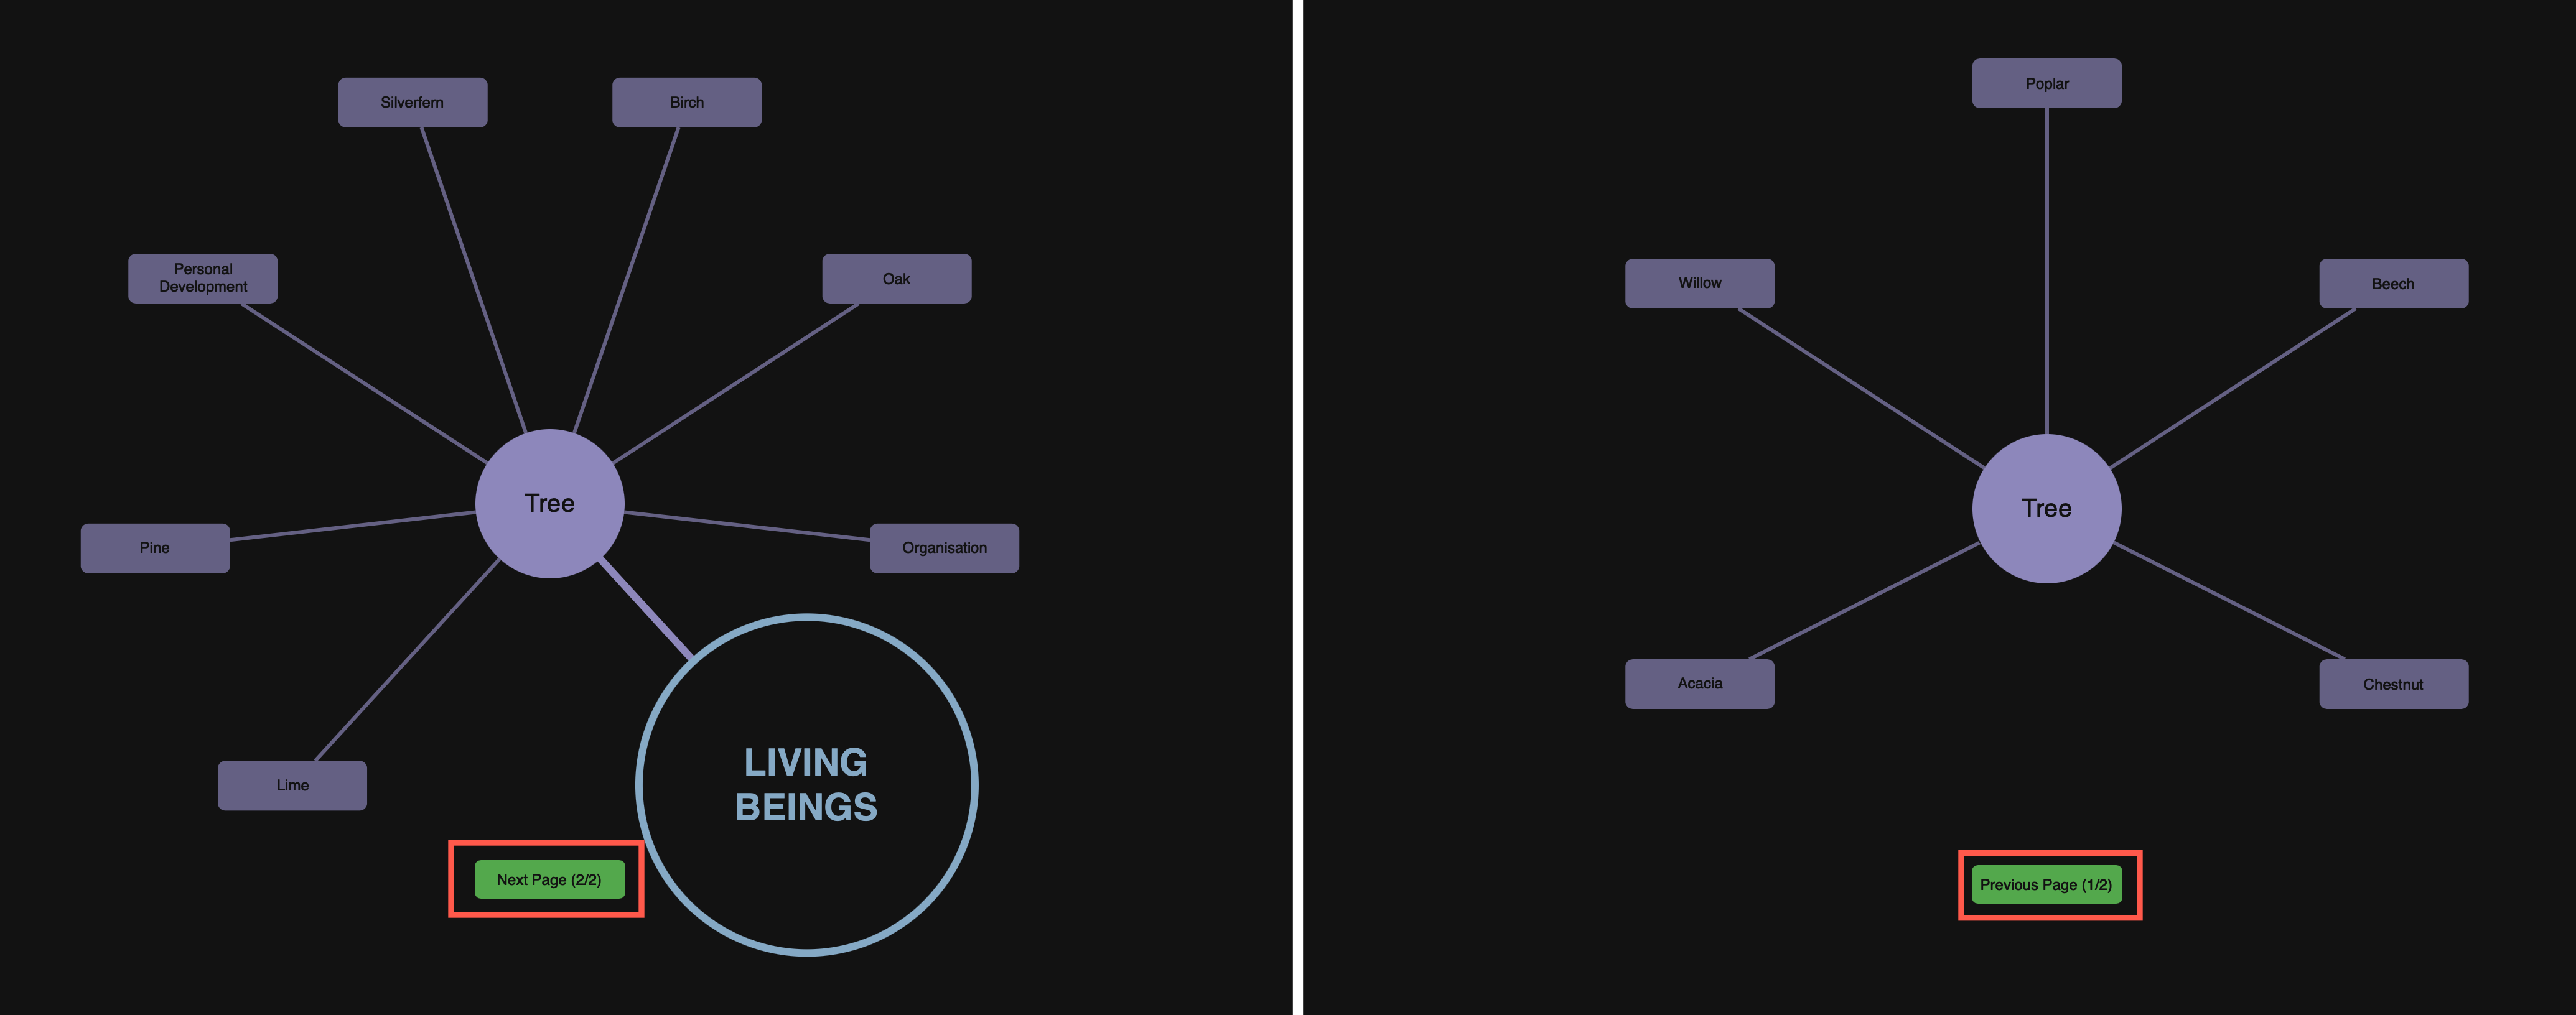 Silverfern
Birch
Personal
Development
Oak
Tree
Pine
Organisation
Lime
LIVING
BEINGS
Next Page (2/2)
Poplar
Willow
Beech
Tree
Acacia
Chestnut
Previous Page (1/2)